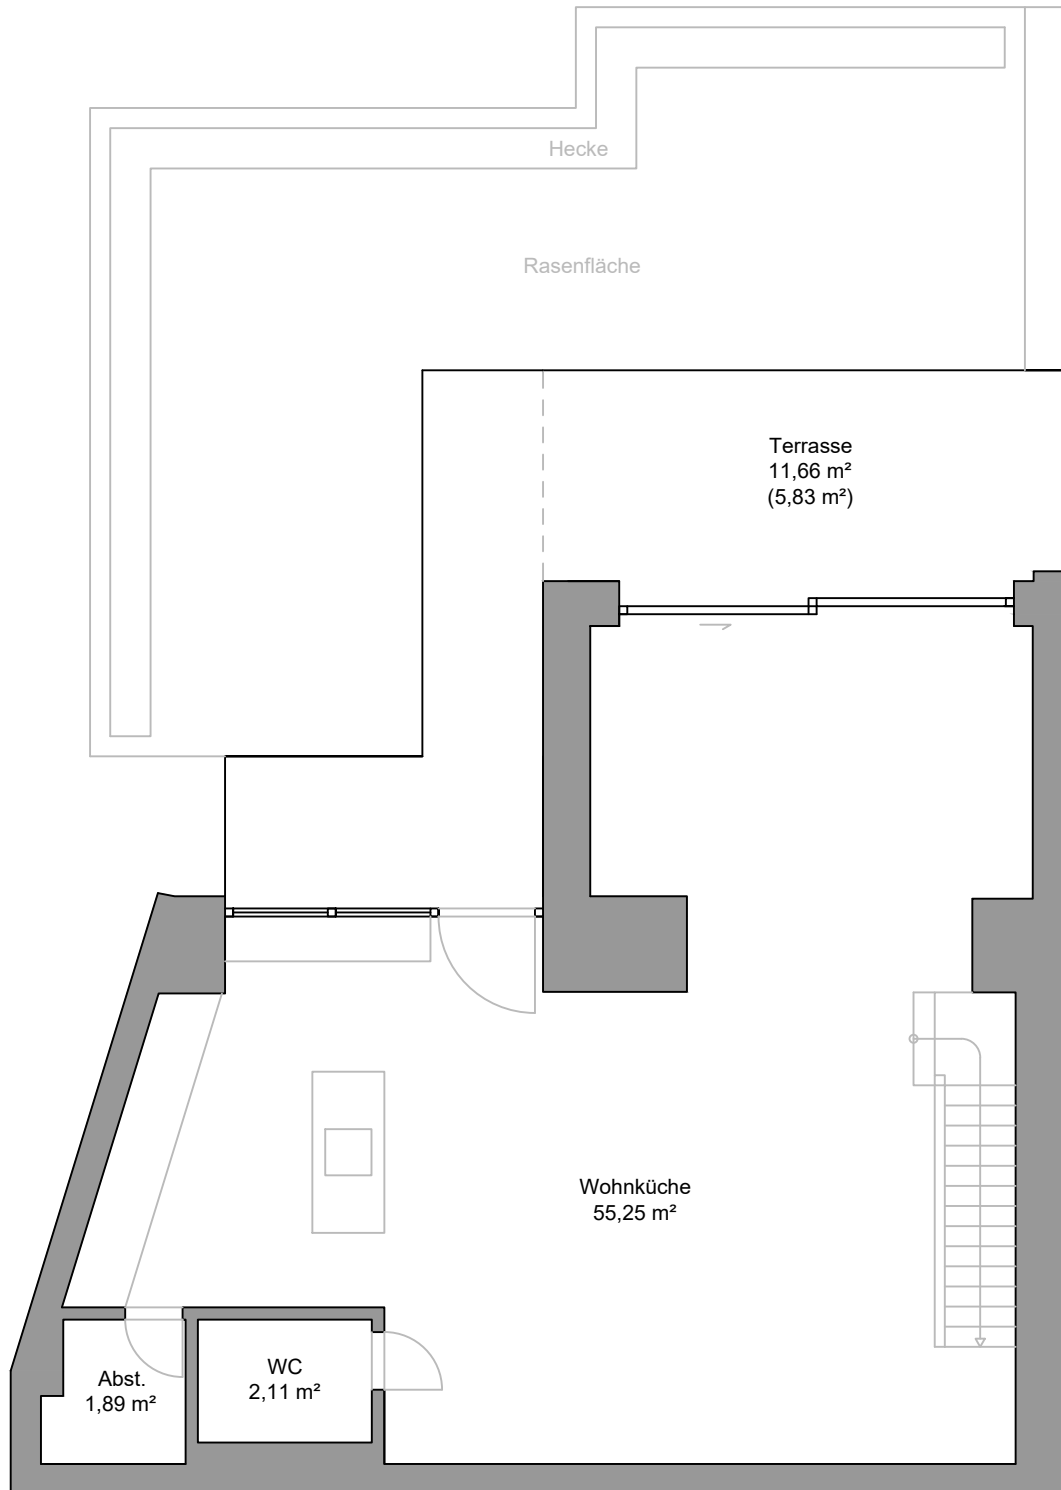 Hecke
Rasenfläche
Terrasse
11,66 m²
(5,83 m²)
Wohnküche
55,25 m²
WC
2,11 m²
Abst.
1,89 m²